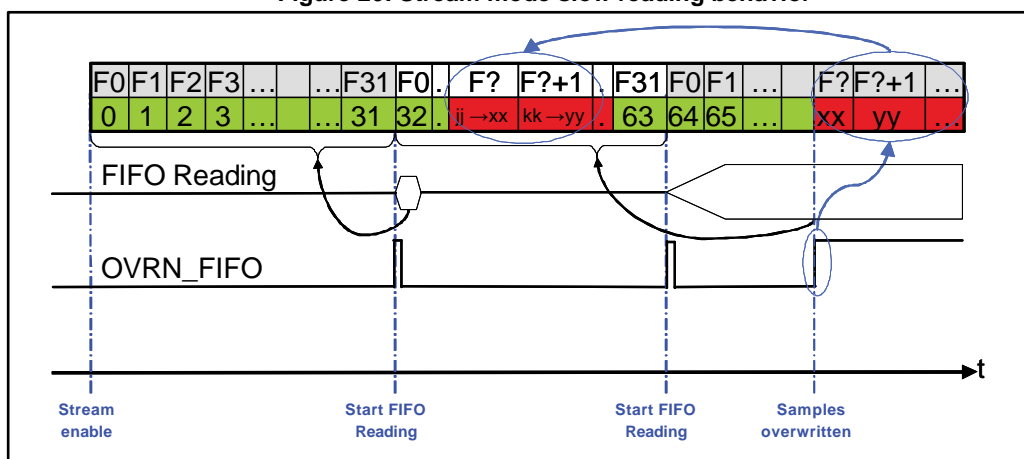 Stream mode slow reading behavior
F0 F1 F2 F3 ... ... F31 F0 . F? F?+1 . F31 F0 F1 ... F? F?+1 ...
0 1 2 3 ... ... 31 32 . jj→xx kk→yy . 63 64 65 ... xx yy ...
FIFO Reading
OVRN_FIFO
t
Stream enable
Start FIFO Reading
Start FIFO Reading
Samples overwritten